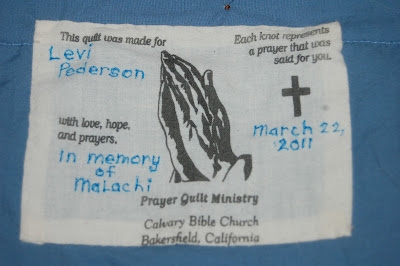 This quilt was made for
Levi
Pederson
with love, hope,
and prayers,
In memory
of
Malachi
Each knot represents
a prayer that was
said for you.
March 22,
2011
Prayer Quilt Ministry
Calvary Bible Church
Bakersfield, California